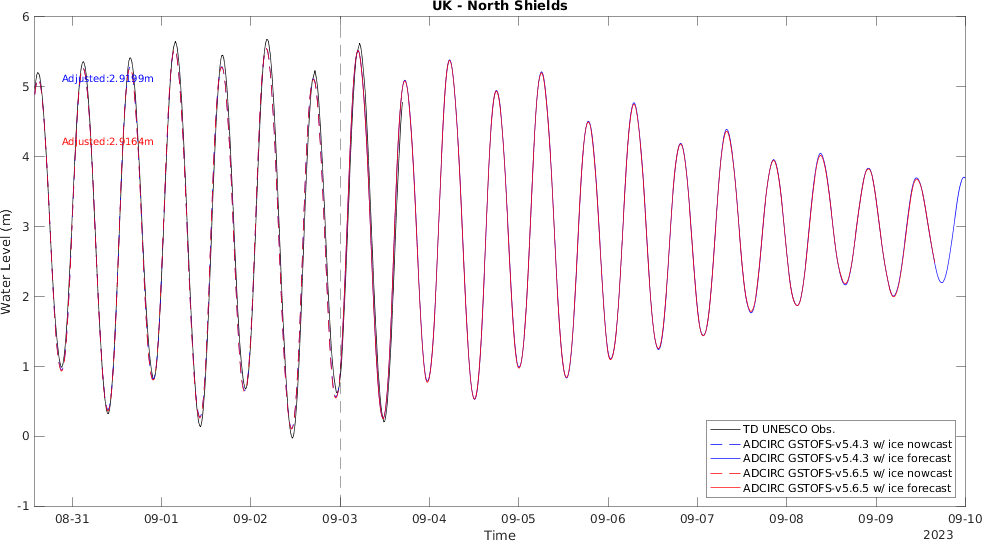 UK - North Shields
6
5
4
3
2
1
0
-1
Water Level (m)
Adjusted:2.9199m
Adjusted:2.9164m
TD UNESCO Obs.
ADCIRC GSTOFS-v5.4.3 w/ ice nowcast
ADCIRC GSTOFS-v5.4.3 w/ ice forecast
ADCIRC GSTOFS-v5.6.5 w/ ice nowcast
ADCIRC GSTOFS-v5.6.5 w/ ice forecast
08-31 09-01 09-02 09-03 09-04 09-05 09-06 09-07 09-08 09-09 09-10
Time
2023